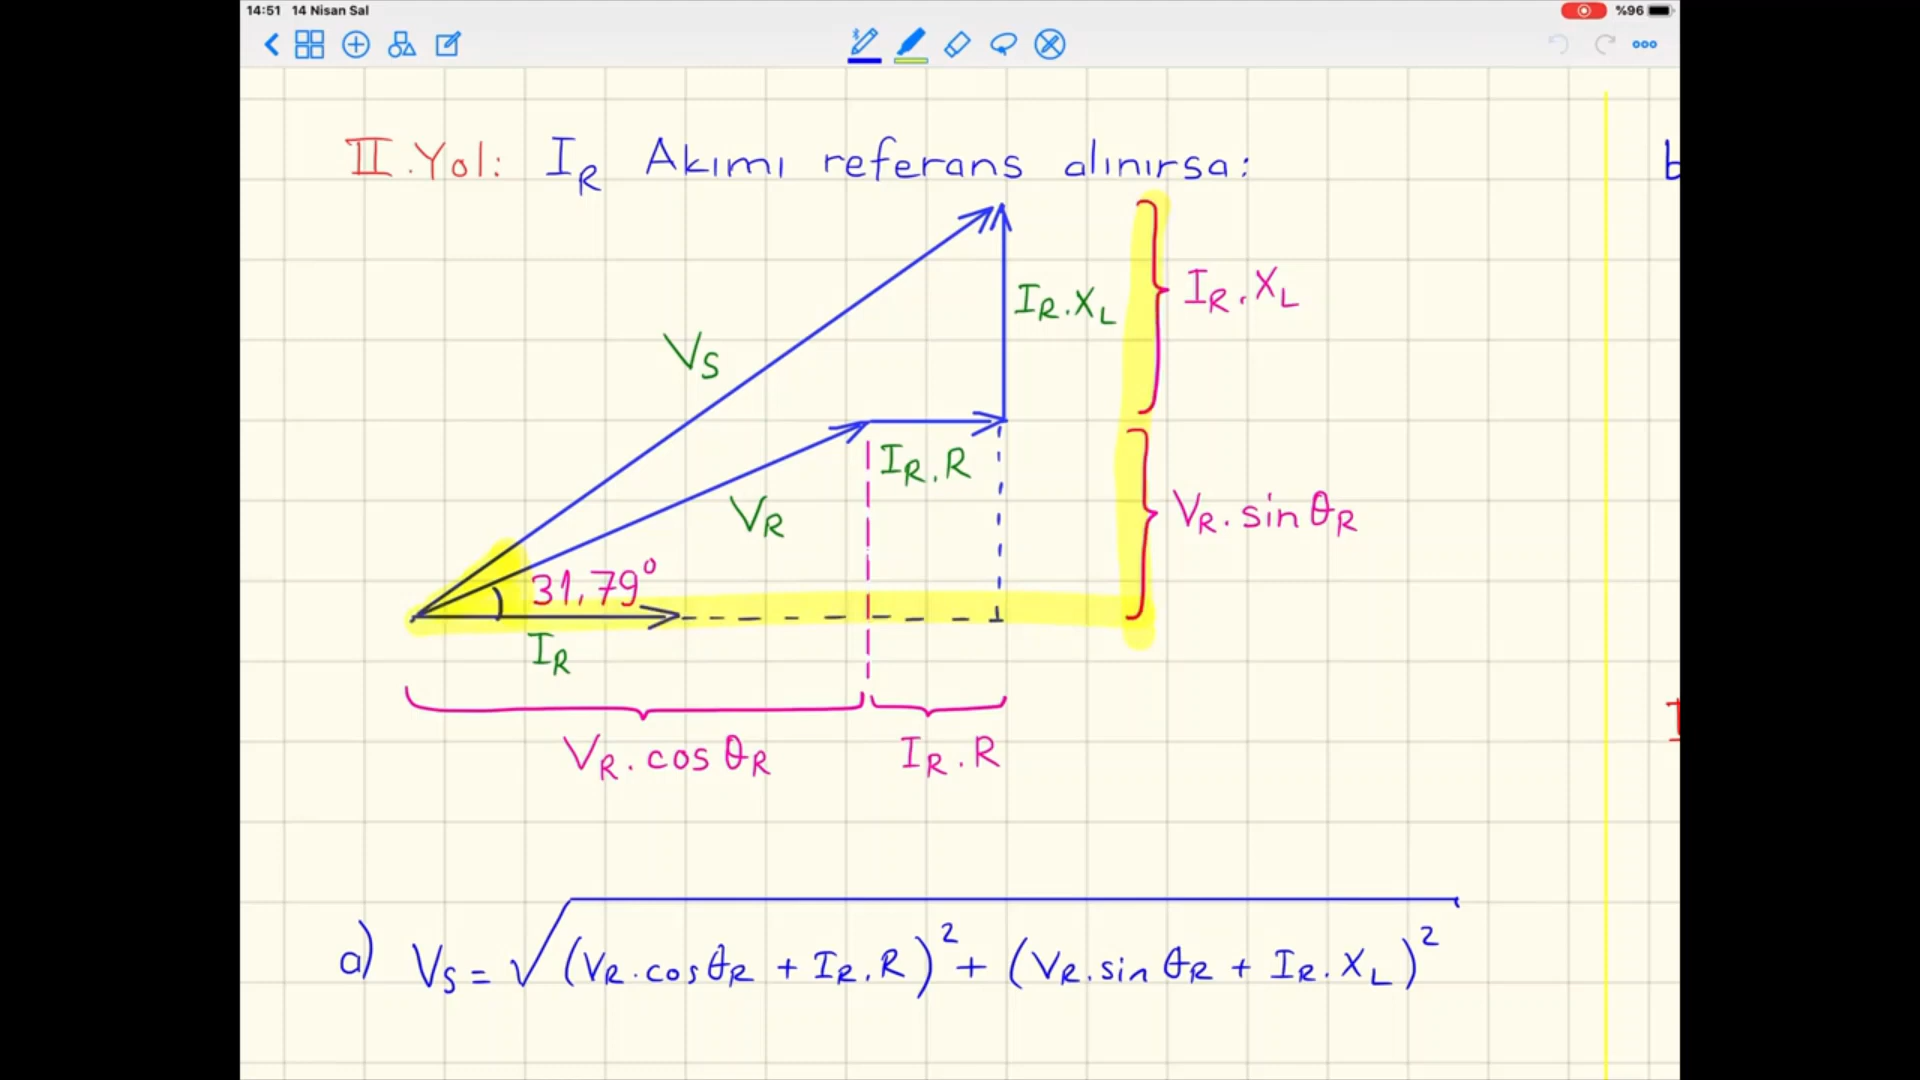 14:51 14 Nisan Sal
%96
II.Yol: I_R Akımı referans alınırsa:
b
I_R.X_L
I_R.X_L
V_S
I_R.R
V_R
V_R.sinθ_R
31,79°
I_R
V_R.cosθ_R
I_R.R
a) V_S = √(V_R.cosθ_R + I_R.R)² + (V_R.sinθ_R + I_R.X_L)²